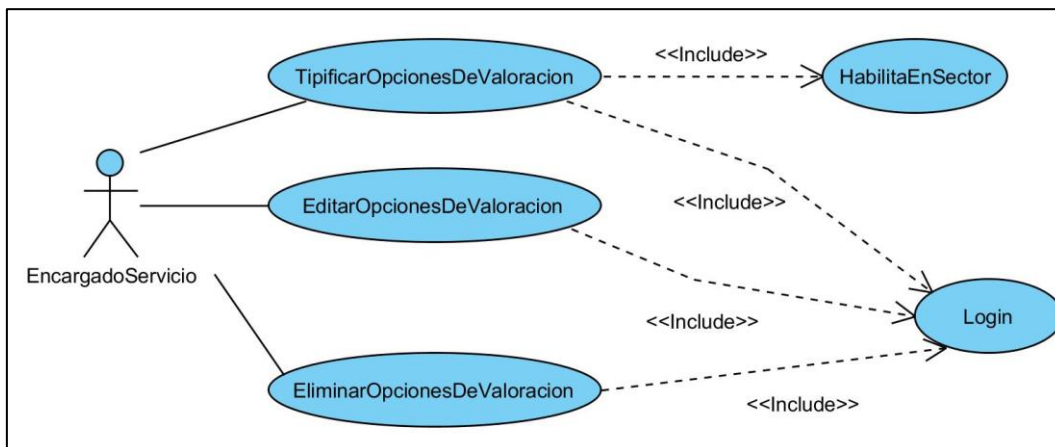 <<Include>>
TipificarOpcionesDeValoracion
HabilitaEnSector
<<Include>>
EditarOpcionesDeValoracion
EncargadoServicio
<<Include>>
Login
EliminarOpcionesDeValoracion
<<Include>>